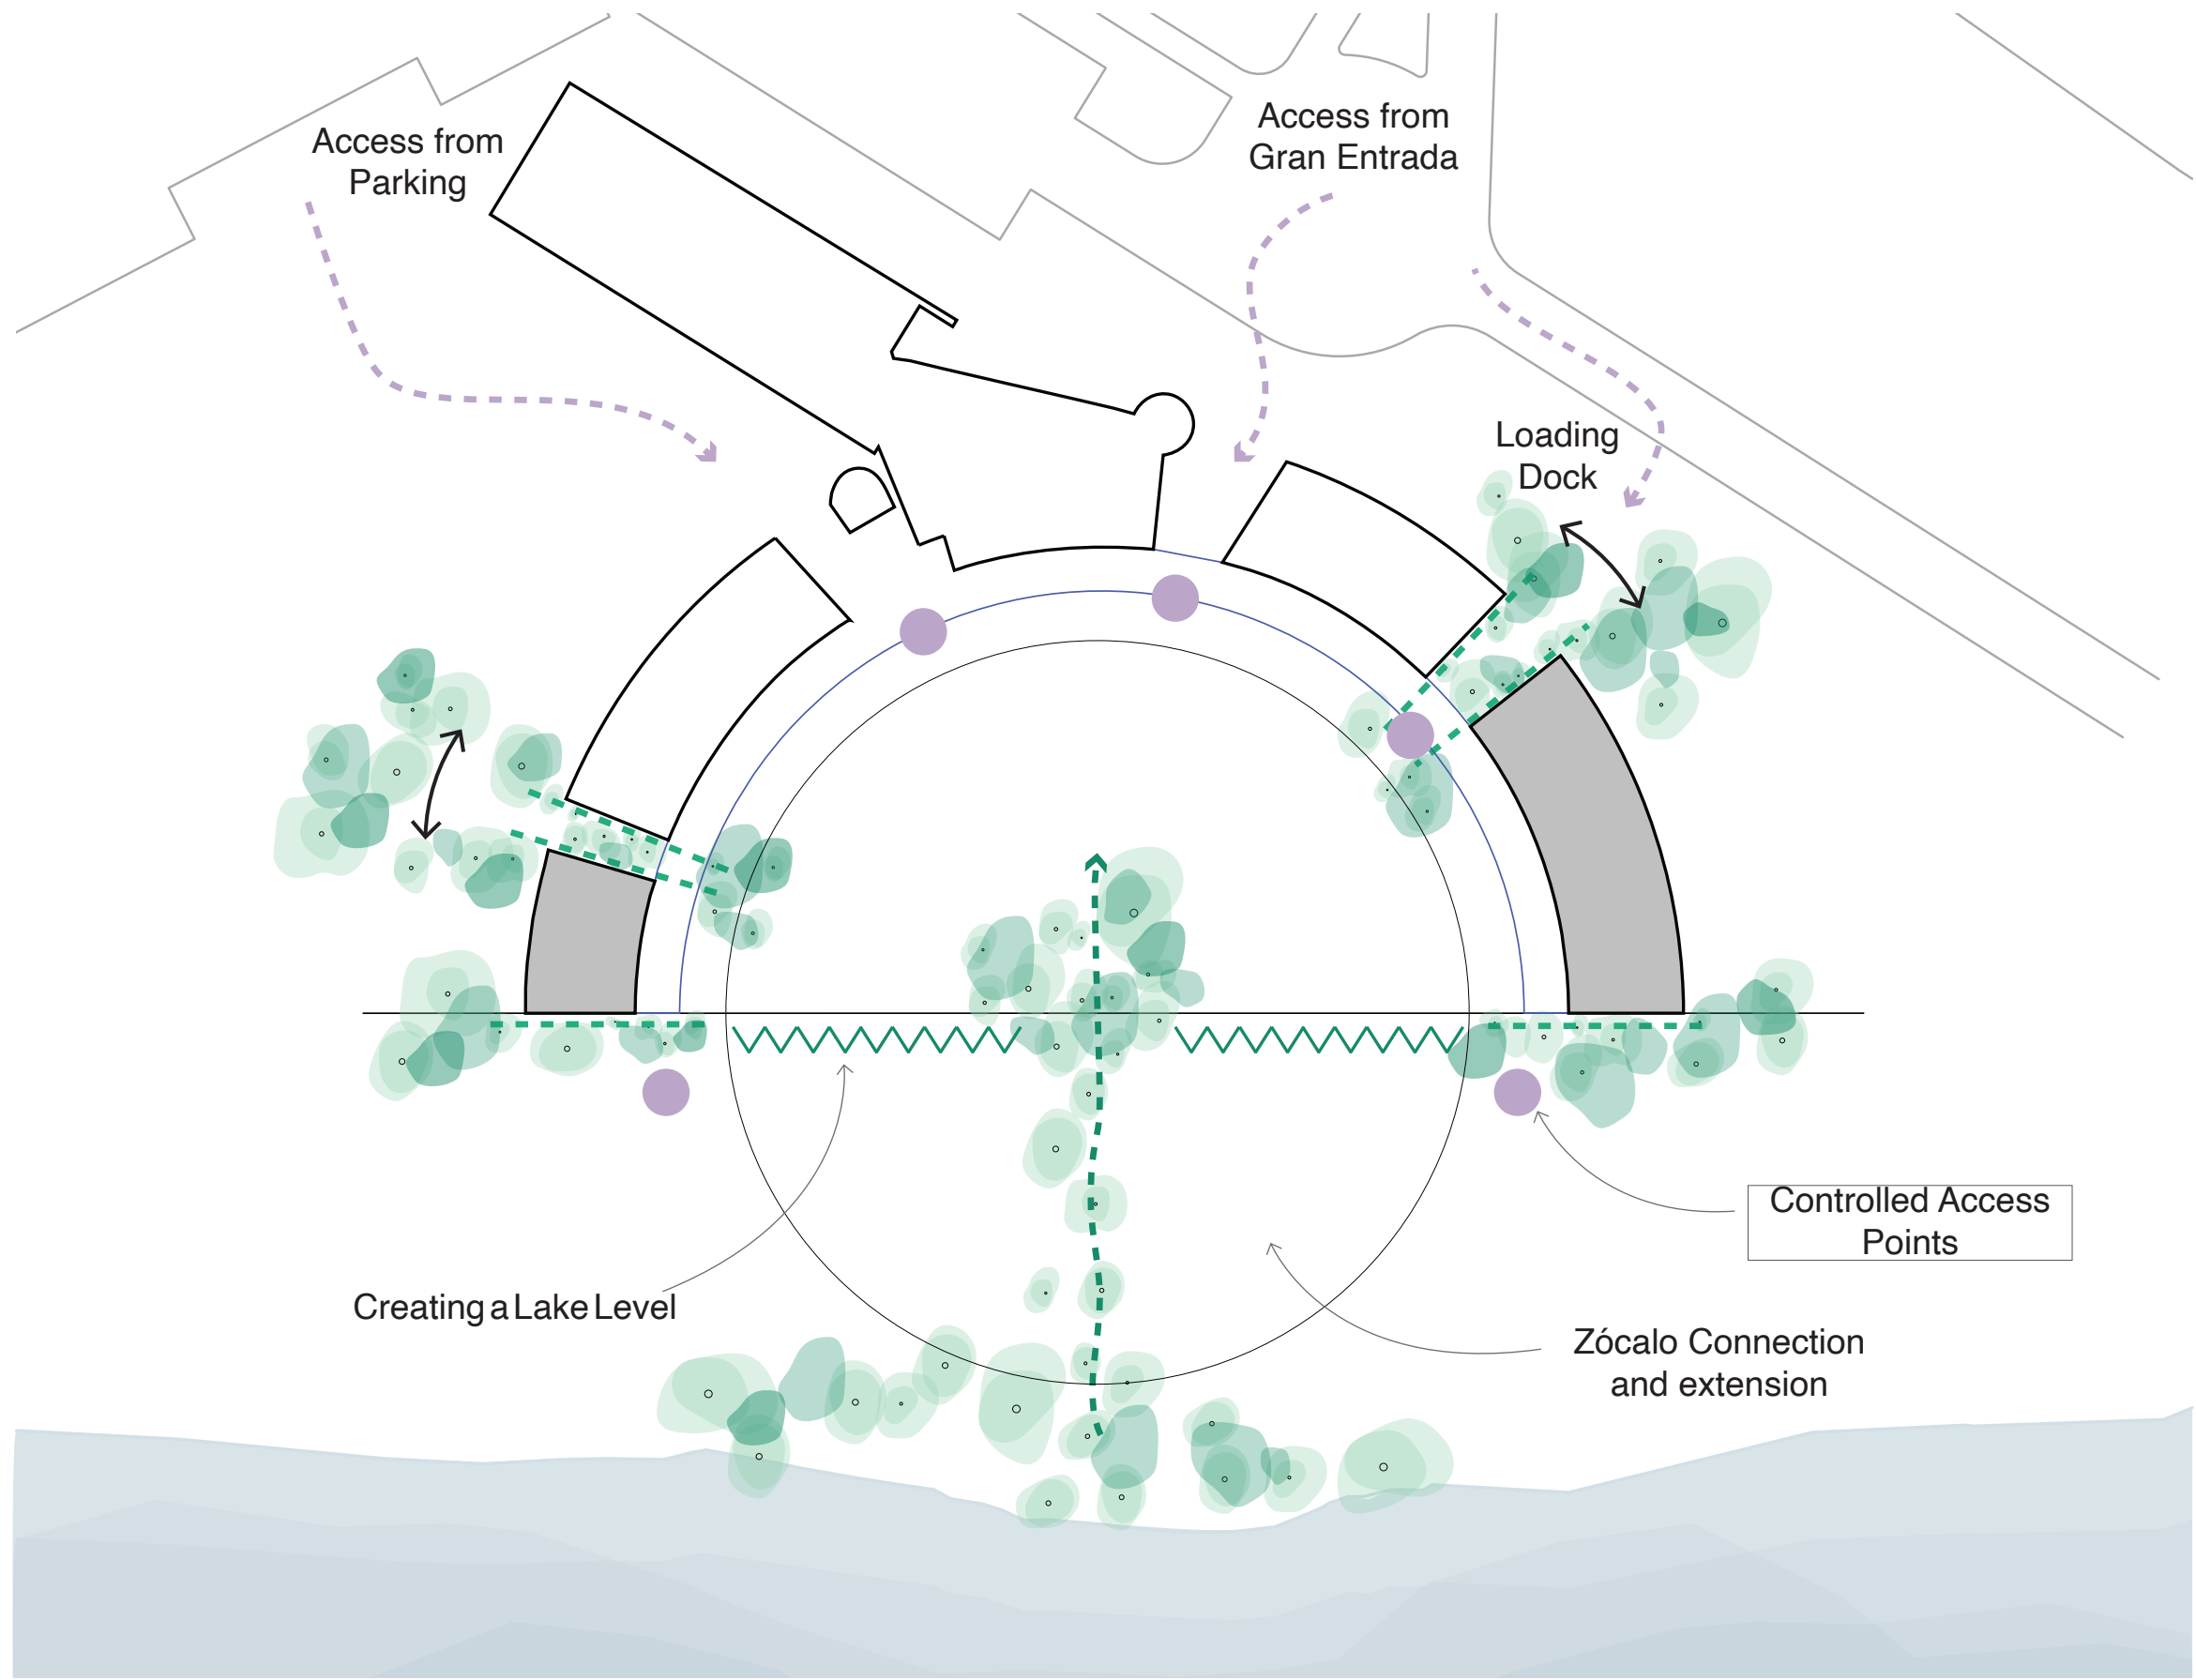 Access from
Parking
Access from
Gran Entrada
Loading
Dock
Controlled Access
Points
Creating a Lake Level
Zócalo Connection
and extension